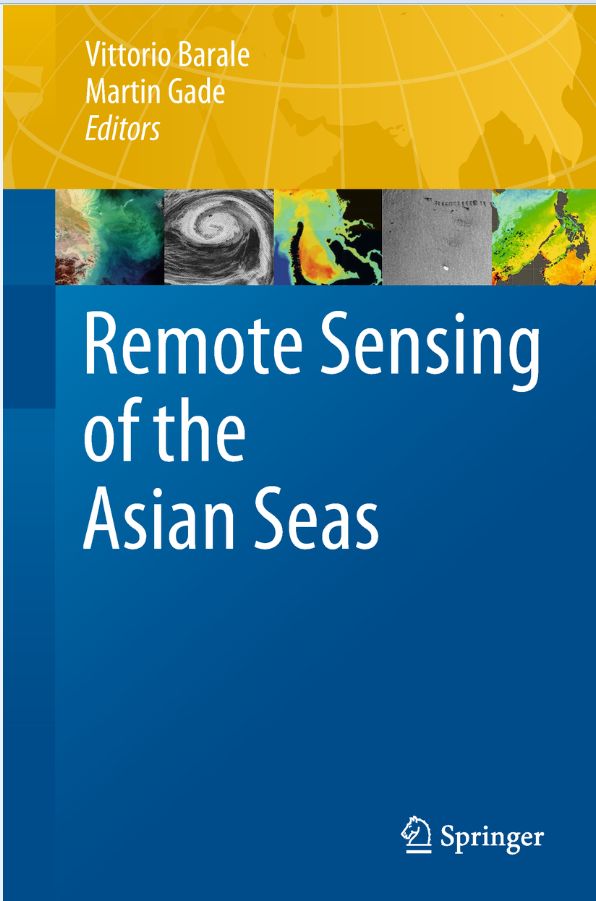 Vittorio Barale
Martin Gade
Editors
Remote Sensing
of the
Asian Seas
Springer